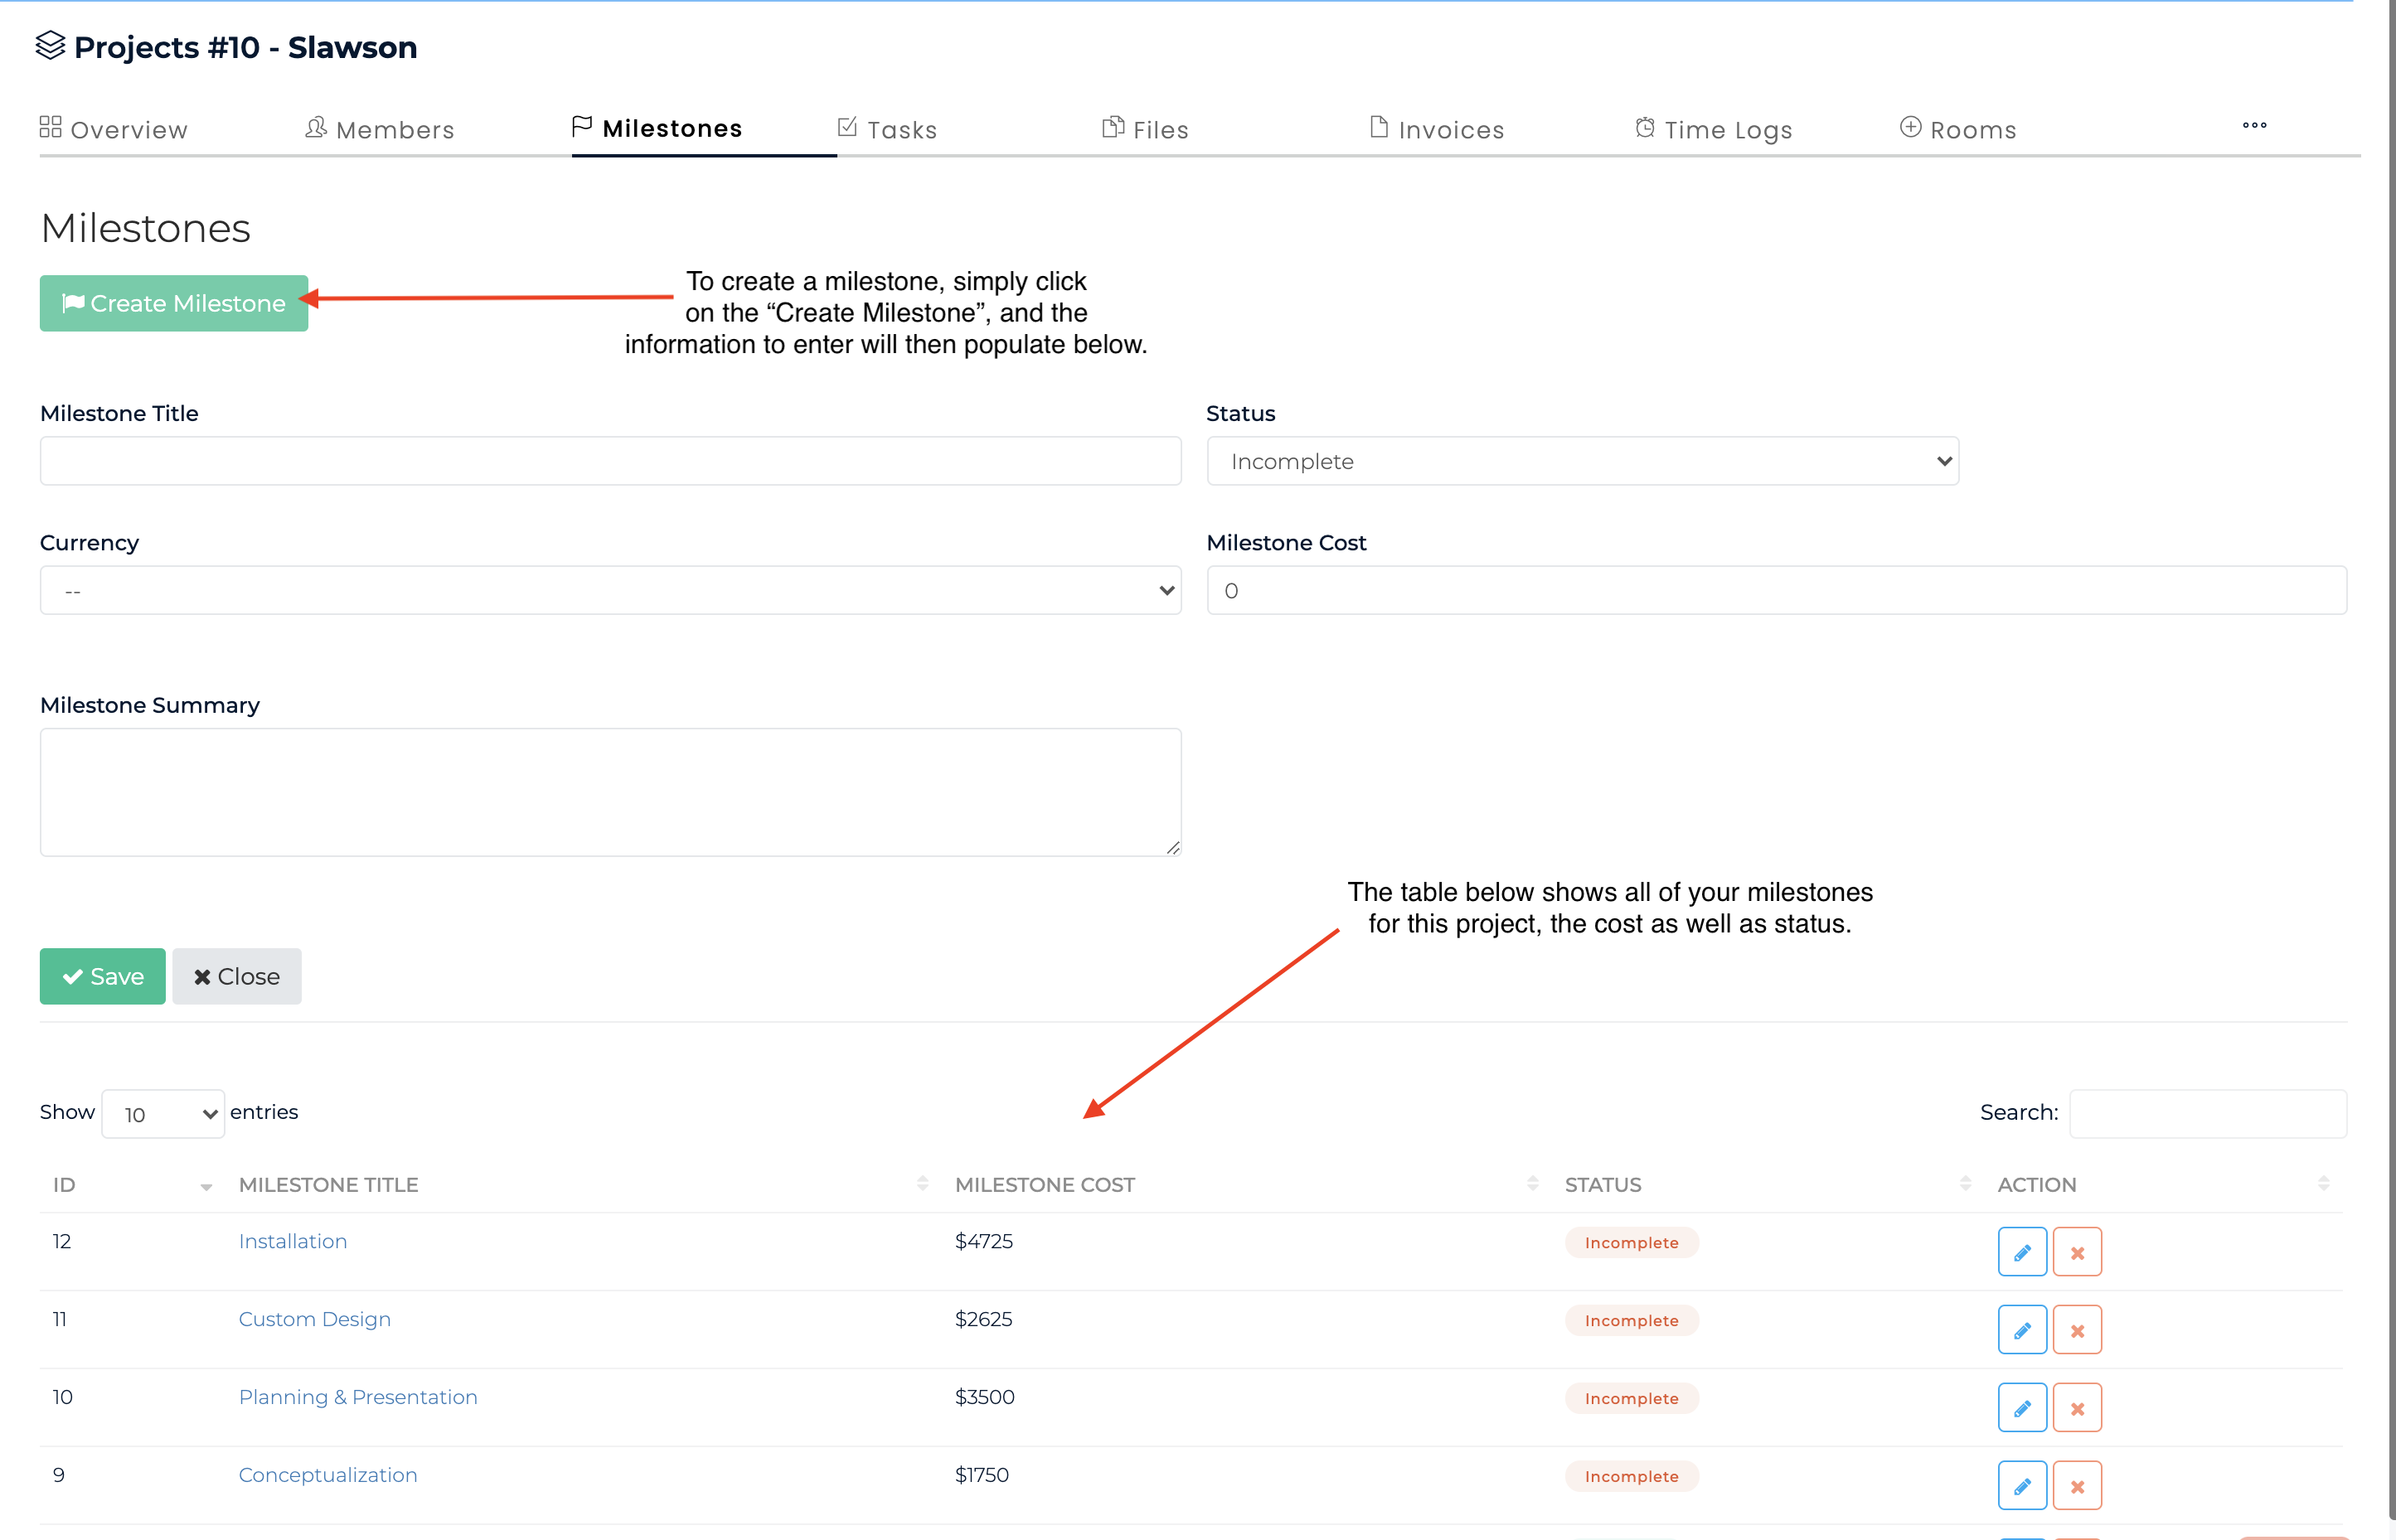 Projects #10 - Slawson
Overview Members Milestones Tasks Files Invoices Time Logs Rooms
Milestones
Create Milestone
To create a milestone, simply click
on the “Create Milestone”, and the
information to enter will then populate below.
Milestone Title Status
Incomplete
Currency Milestone Cost
-- 0
Milestone Summary
The table below shows all of your milestones
for this project, the cost as well as status.
Save Close
Show 10 entries Search:
ID MILESTONE TITLE MILESTONE COST STATUS ACTION
12 Installation $4725 Incomplete
11 Custom Design $2625 Incomplete
10 Planning & Presentation $3500 Incomplete
9 Conceptualization $1750 Incomplete